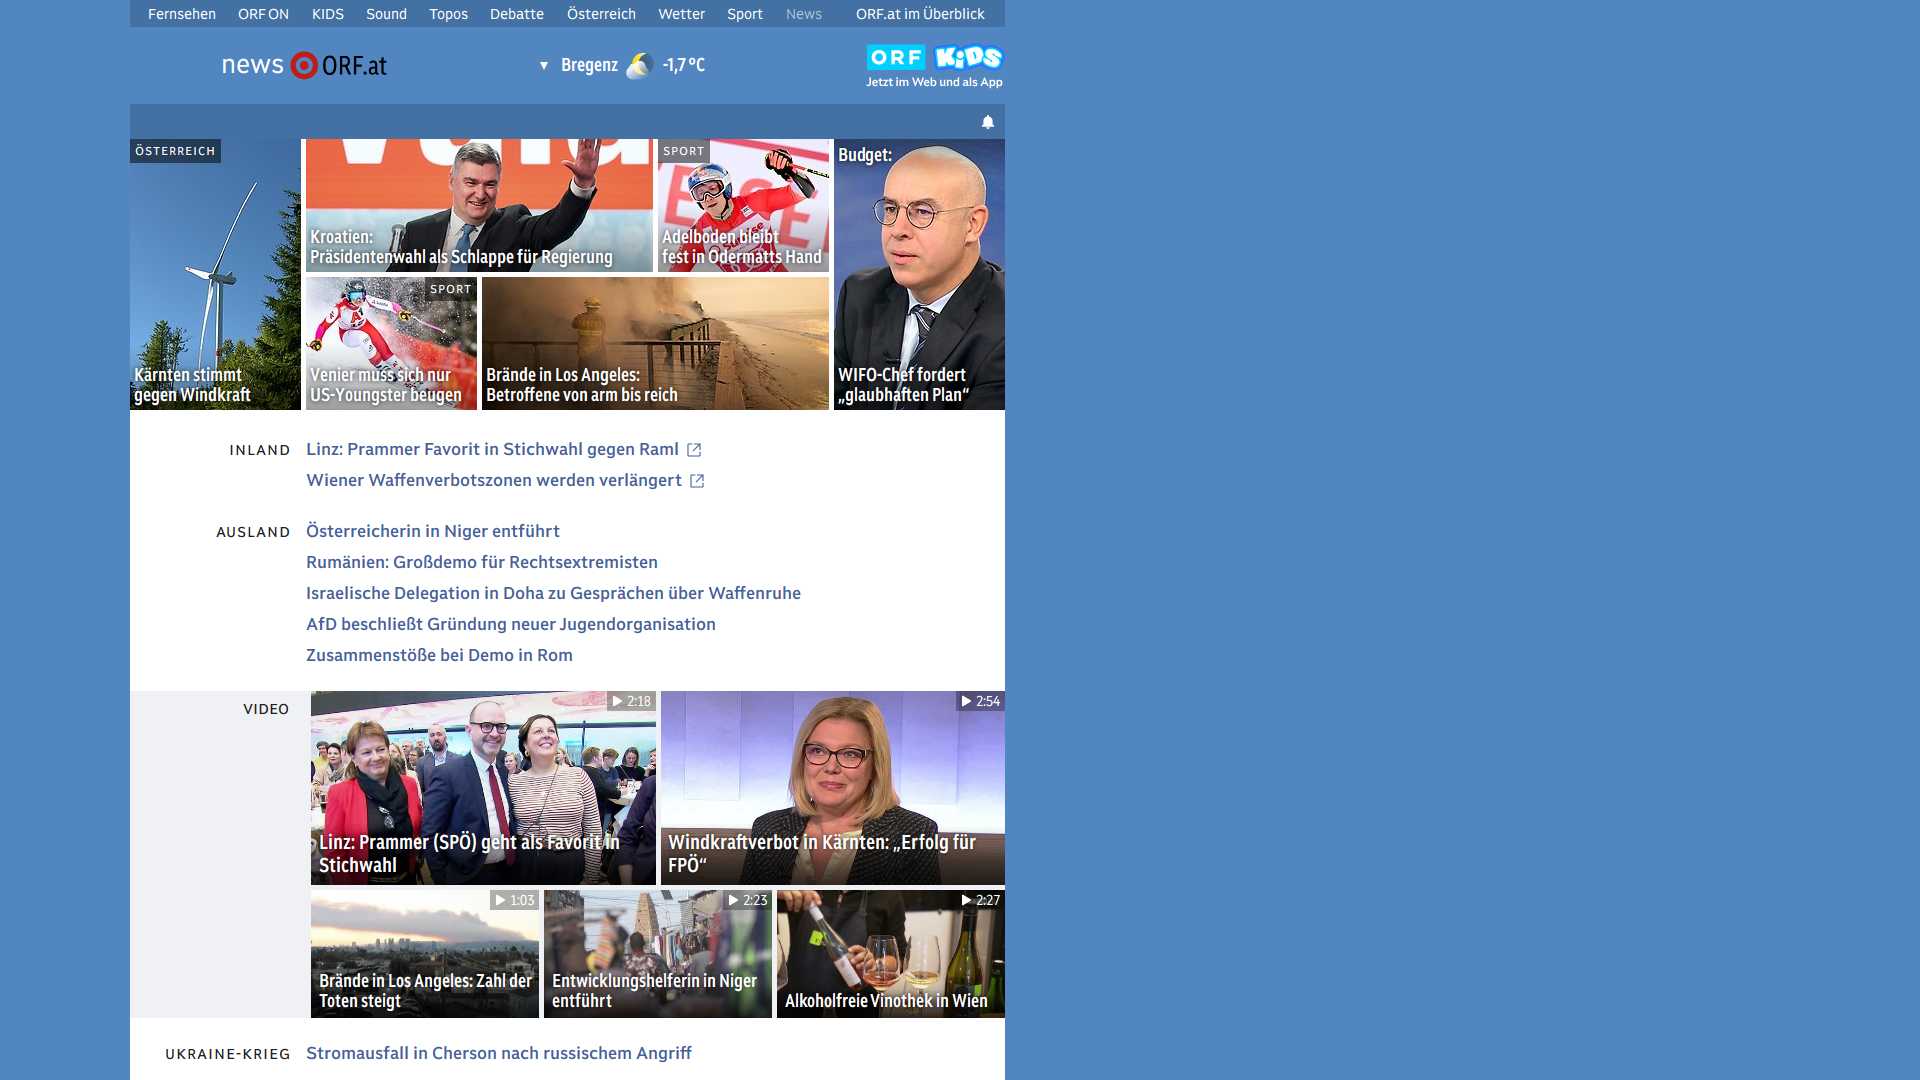 Fernsehen ORF ON KIDS Sound Topos Debatte Österreich Wetter Sport News ORF.at im Überblick
news ORF.at
▼ Bregenz -1,7 °C
ORF KiDS
Jetzt im Web und als App
ÖSTERREICH
Kärnten stimmt
gegen Windkraft
Kroatien:
Präsidentenwahl als Schlappe für Regierung
SPORT
Adelboden bleibt
fest in Odermatts Hand
Budget:
WIFO-Chef fordert
„glaubhaften Plan“
SPORT
Venier muss sich nur
US-Youngster beugen
Brände in Los Angeles:
Betroffene von arm bis reich
INLAND
Linz: Prammer Favorit in Stichwahl gegen Raml
Wiener Waffenverbotszonen werden verlängert
AUSLAND
Österreicherin in Niger entführt
Rumänien: Großdemo für Rechtsextremisten
Israelische Delegation in Doha zu Gesprächen über Waffenruhe
AfD beschließt Gründung neuer Jugendorganisation
Zusammenstöße bei Demo in Rom
VIDEO
2:18
Linz: Prammer (SPÖ) geht als Favorit in
Stichwahl
2:54
Windkraftverbot in Kärnten: „Erfolg für
FPÖ“
1:03
Brände in Los Angeles: Zahl der
Toten steigt
2:23
Entwicklungshelferin in Niger
entführt
2:27
Alkoholfreie Vinothek in Wien
UKRAINE-KRIEG
Stromausfall in Cherson nach russischem Angriff